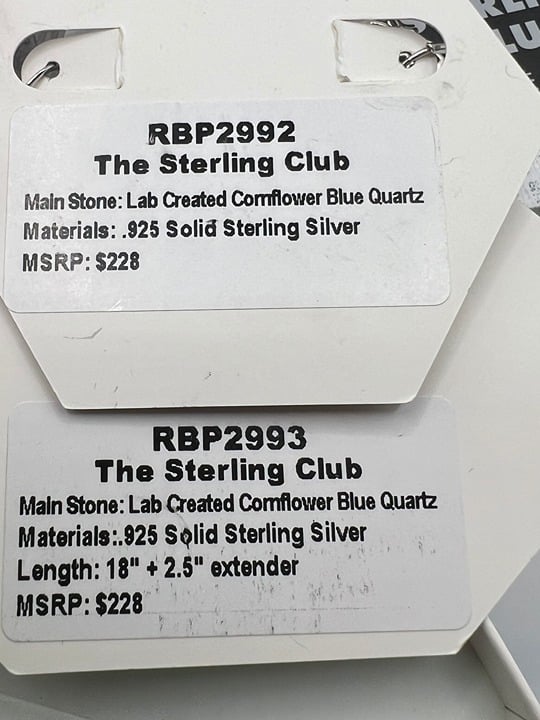 RBP2992
The Sterling Club
Main Stone: Lab Created Cornflower Blue Quartz
Materials: .925 Solid Sterling Silver
MSRP: $228
RBP2993
The Sterling Club
Main Stone: Lab Created Cornflower Blue Quartz
Materials:.925 Solid Sterling Silver
Length: 18" + 2.5" extender
MSRP: $228